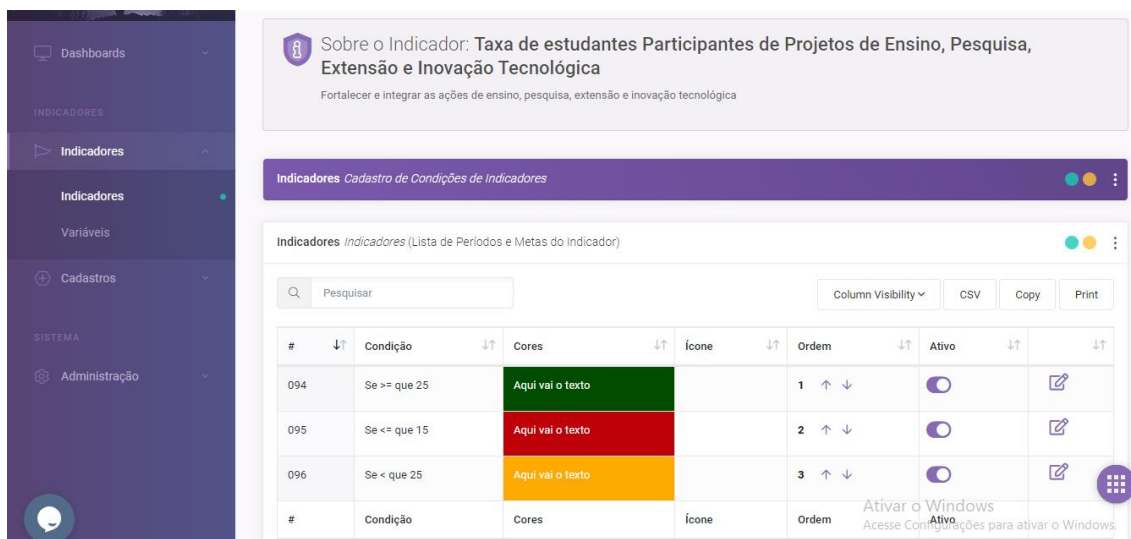 Dashboards
INDICADORES
Indicadores
Indicadores
Variáveis
Cadastros
SISTEMA
Administração
Sobre o Indicador: Taxa de estudantes Participantes de Projetos de Ensino, Pesquisa,
Extensão e Inovação Tecnológica
Fortalecer e integrar as ações de ensino, pesquisa, extensão e inovação tecnológica
Indicadores Cadastro de Condições de Indicadores
Indicadores Indicadores (Lista de Períodos e Metas do Indicador)
Pesquisar
Column Visibility CSV Copy Print
# Condição Cores Ícone Ordem Ativo
094 Se >= que 25 Aqui vai o texto 1
095 Se <= que 15 Aqui vai o texto 2
096 Se < que 25 Aqui vai o texto 3
# Condição Cores Ícone Ordem Ativo
Ativar o Windows
Acesse Configurações para ativar o Windows.